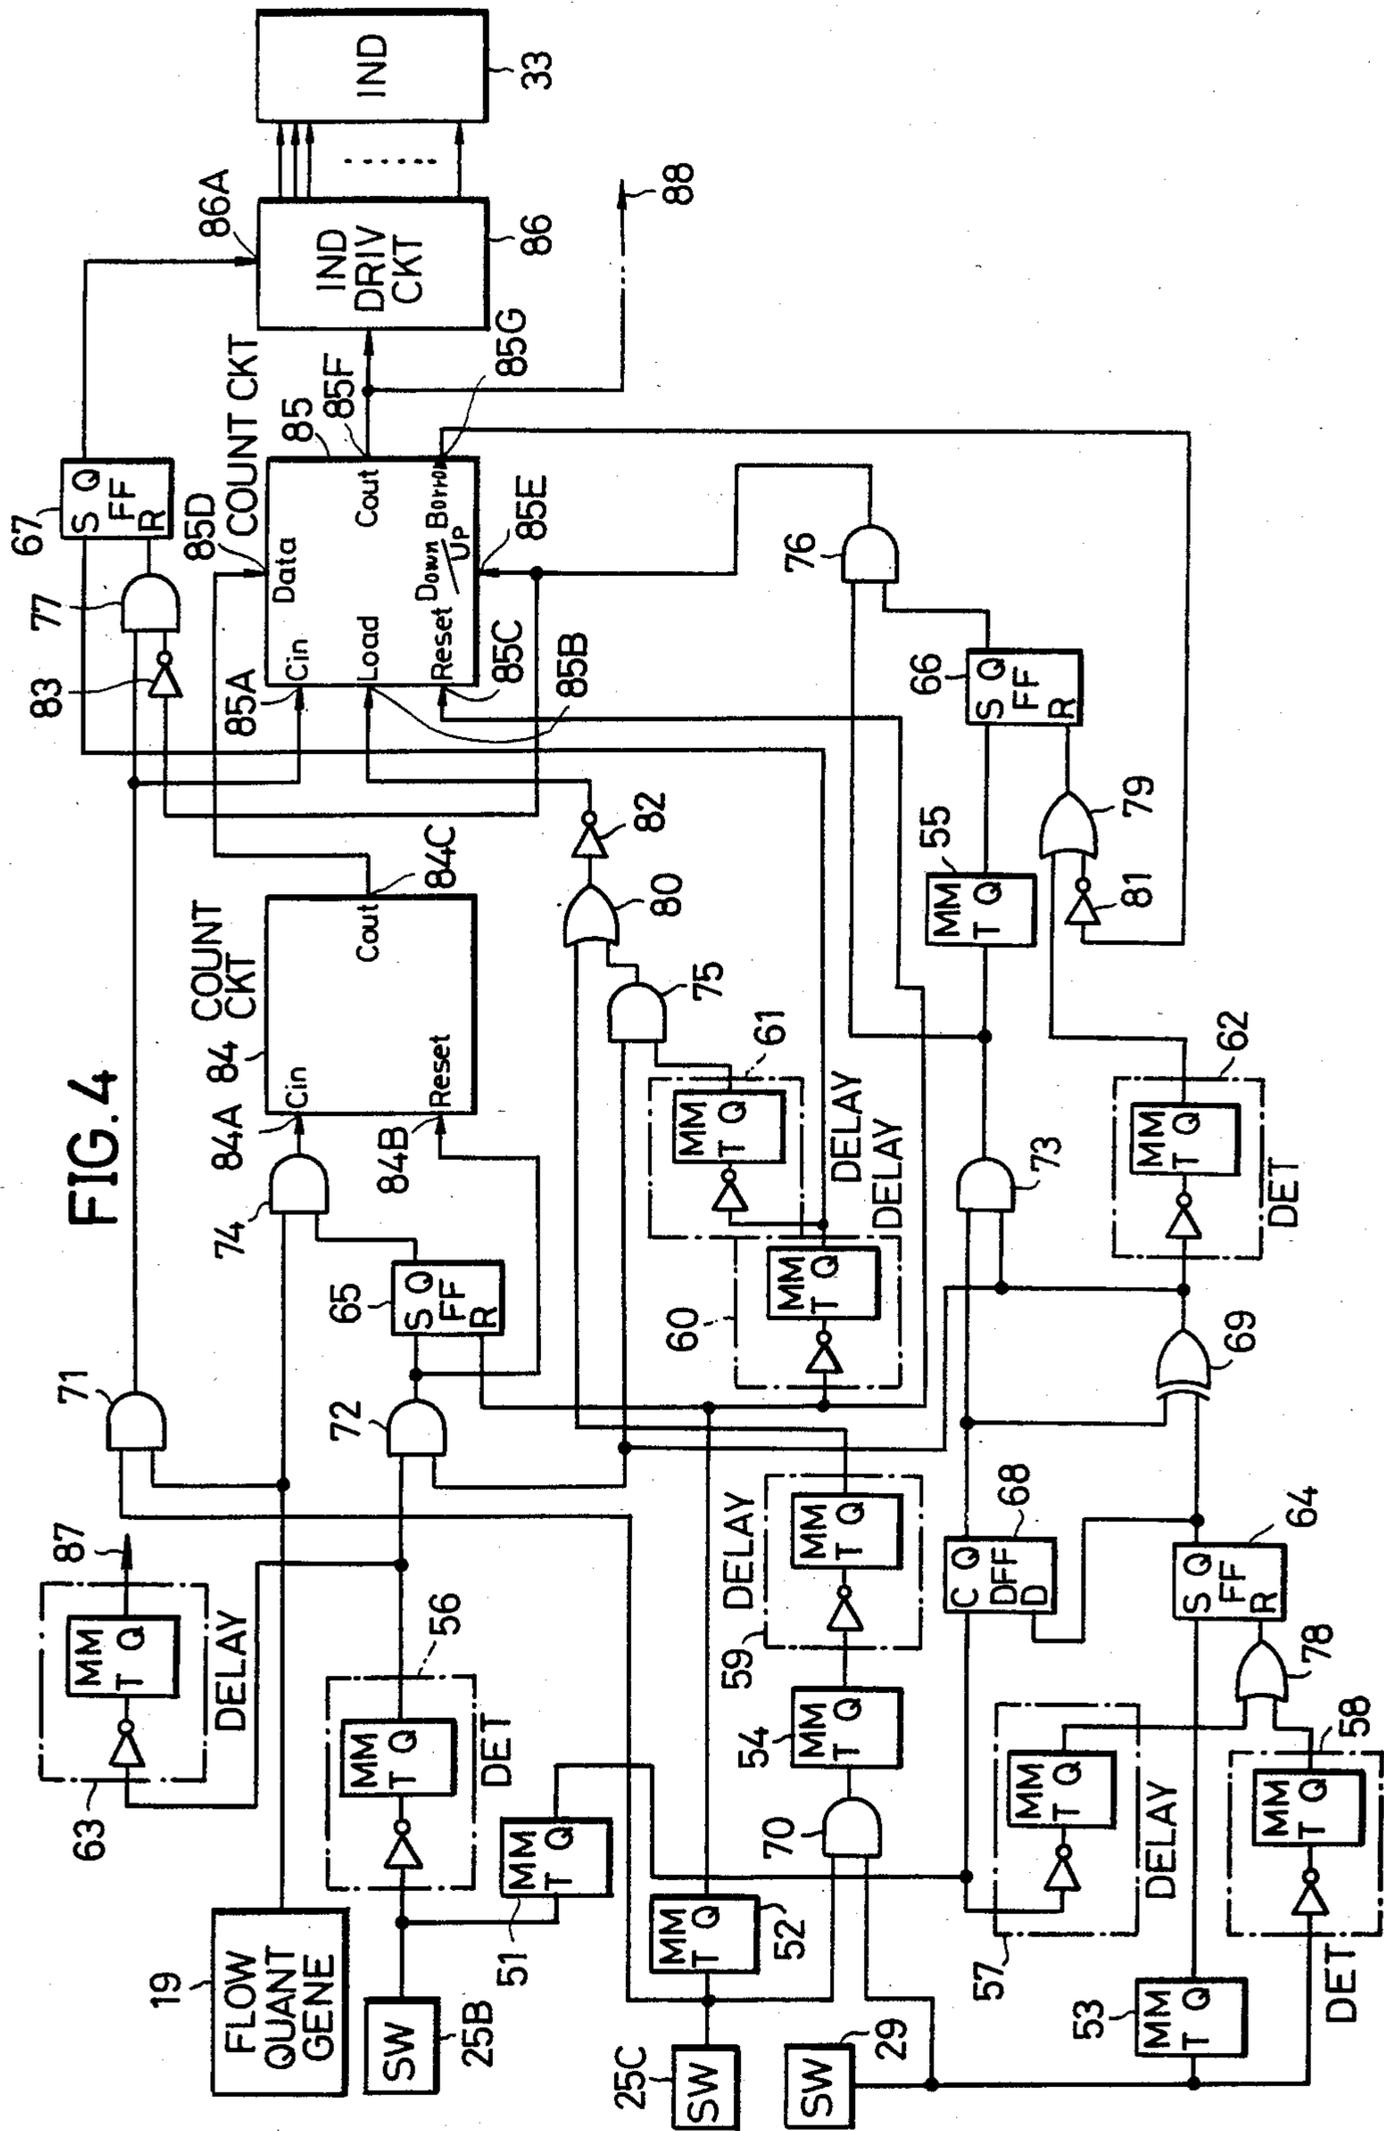 FIG. 4
19
FLOW
QUANT
GENE
SW
25B
25C
SW
SW
29
63
MM
T Q
DELAY
87
MM
T Q
56
DET
51
MM
T Q
MM
T Q
52
53
MM
T Q
57
MM
T Q
DELAY
MM
T Q
58
DET
70
54
MM
T Q
59
MM
T Q
DELAY
78
64
S Q
FF
R
68
C Q
DFF
D
69
71
72
65
S Q
FF
R
74
60
MM
T Q
DELAY
61
MM
T Q
DELAY
73
62
MM
T Q
DET
84A
84B
84
COUNT
CKT
Cin
Reset
Cout
84C
75
80
82
55
MM
T Q
79
81
66
S Q
FF
R
76
83
77
67
S Q
FF
R
85A
85B
85C
85D
85E
85
COUNT CKT
Data
Cin
Load
Reset
Down
/UP
Cout
Borrow
85F
85G
86A
IND
DRIV
CKT
86
88
IND
33